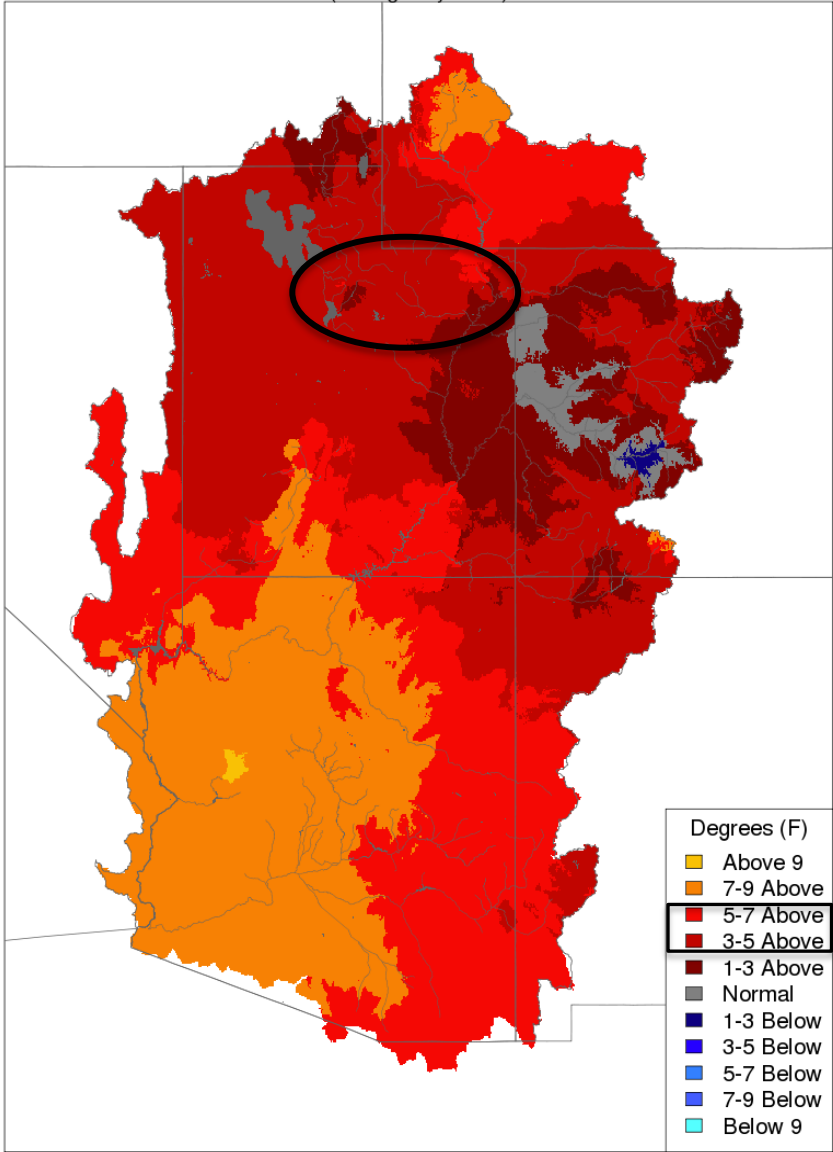 Degrees (F)
Above 9
7-9 Above
5-7 Above
3-5 Above
1-3 Above
Normal
1-3 Below
3-5 Below
5-7 Below
7-9 Below
Below 9